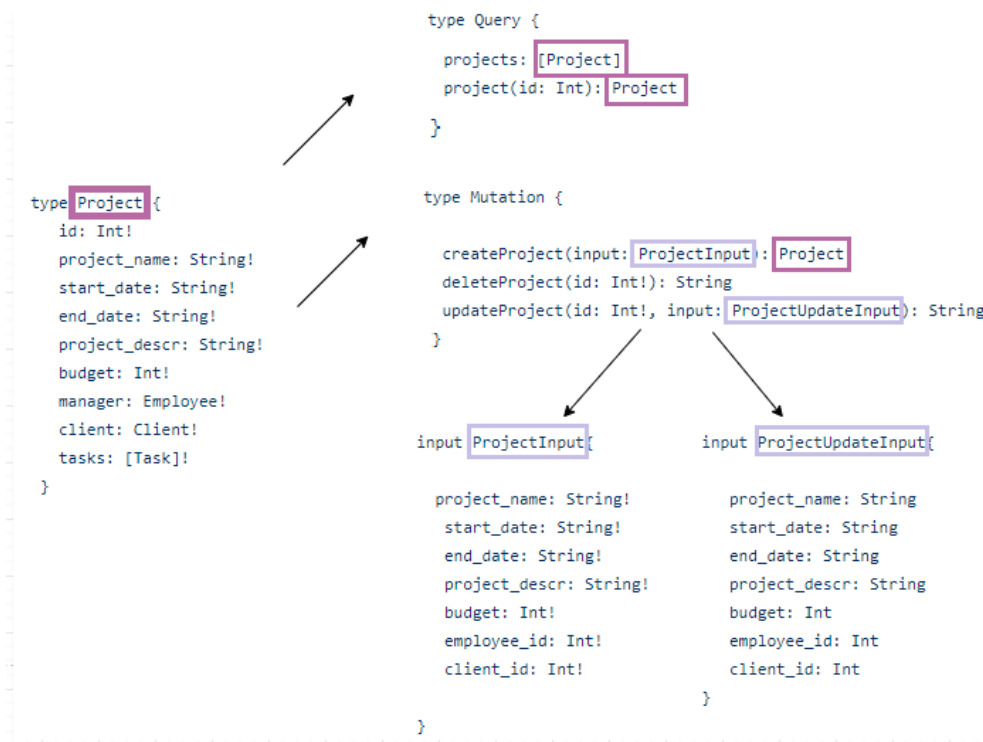 type Query {
projects: [Project]
project(id: Int): Project
}
type Project {
id: Int!
project_name: String!
start_date: String!
end_date: String!
project_descr: String!
budget: Int!
manager: Employee!
client: Client!
tasks: [Task]!
}
type Mutation {
createProject(input: ProjectInput): Project
deleteProject(id: Int!): String
updateProject(id: Int!, input: ProjectUpdateInput): String
}
input ProjectInput{
project_name: String!
start_date: String!
end_date: String!
project_descr: String!
budget: Int!
employee_id: Int!
client_id: Int!
}
input ProjectUpdateInput{
project_name: String
start_date: String
end_date: String
project_descr: String
budget: Int
employee_id: Int
client_id: Int
}